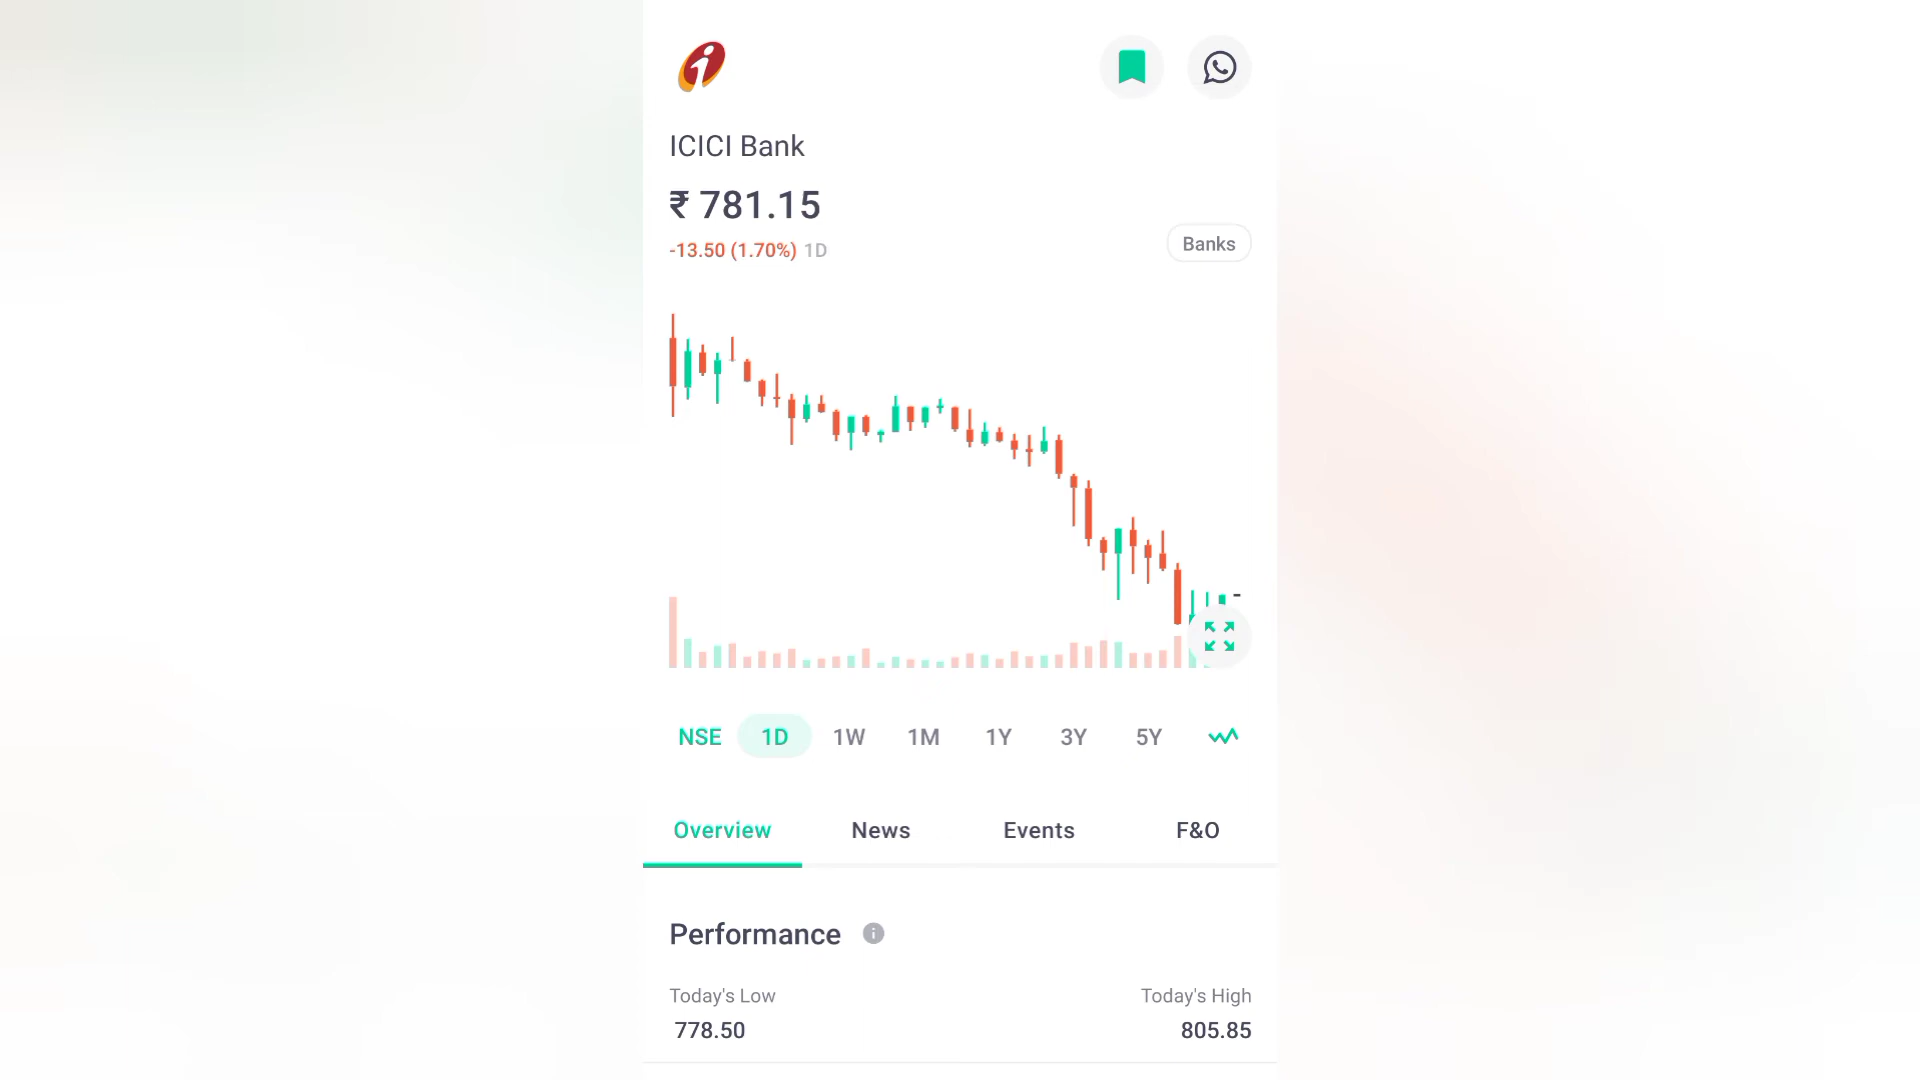 ICICI Bank
₹ 781.15
-13.50 (1.70%) 1D
Banks
NSE 1D 1W 1M 1Y 3Y 5Y
Overview News Events F&O
Performance
Today's Low Today's High
778.50 805.85